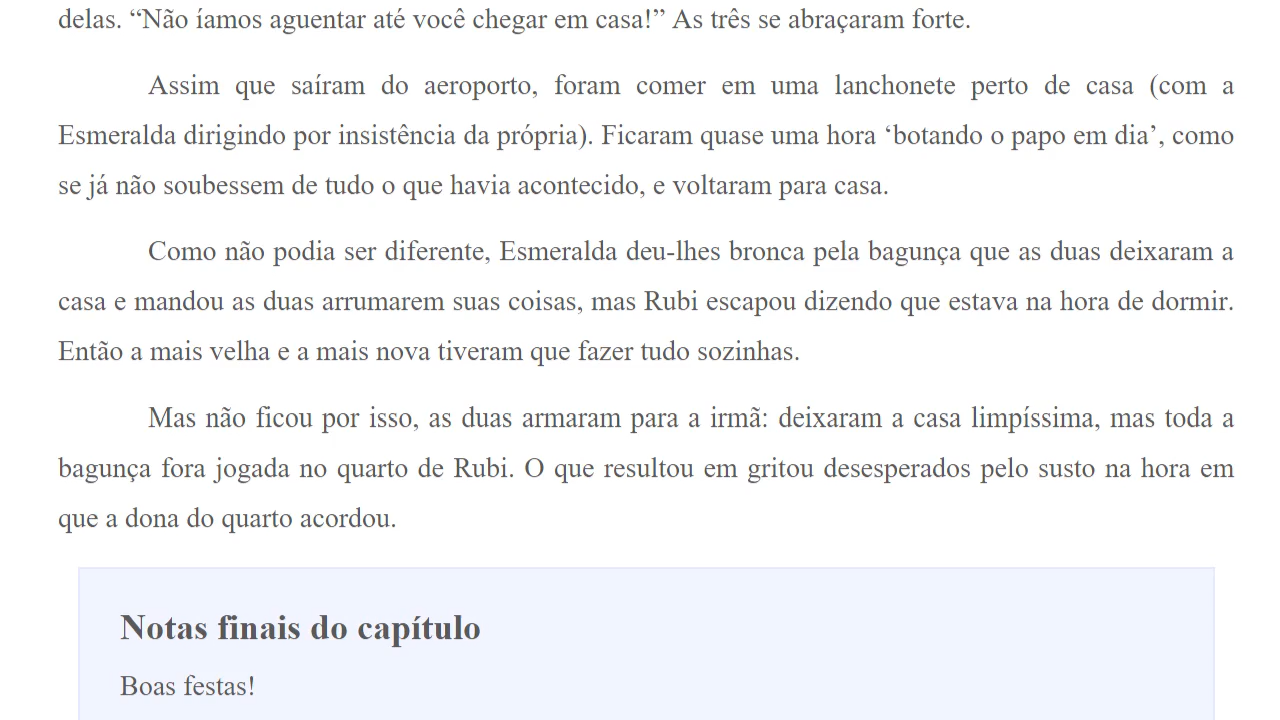 delas. “Não íamos aguentar até você chegar em casa!” As três se abraçaram forte.
Assim que saíram do aeroporto, foram comer em uma lanchonete perto de casa (com a
Esmeralda dirigindo por insistência da própria). Ficaram quase uma hora ‘botando o papo em dia’, como
se já não soubessem de tudo o que havia acontecido, e voltaram para casa.
Como não podia ser diferente, Esmeralda deu-lhes bronca pela bagunça que as duas deixaram a
casa e mandou as duas arrumarem suas coisas, mas Rubi escapou dizendo que estava na hora de dormir.
Então a mais velha e a mais nova tiveram que fazer tudo sozinhas.
Mas não ficou por isso, as duas armaram para a irmã: deixaram a casa limpíssima, mas toda a
bagunça fora jogada no quarto de Rubi. O que resultou em gritou desesperados pelo susto na hora em
que a dona do quarto acordou.
Notas finais do capítulo
Boas festas!